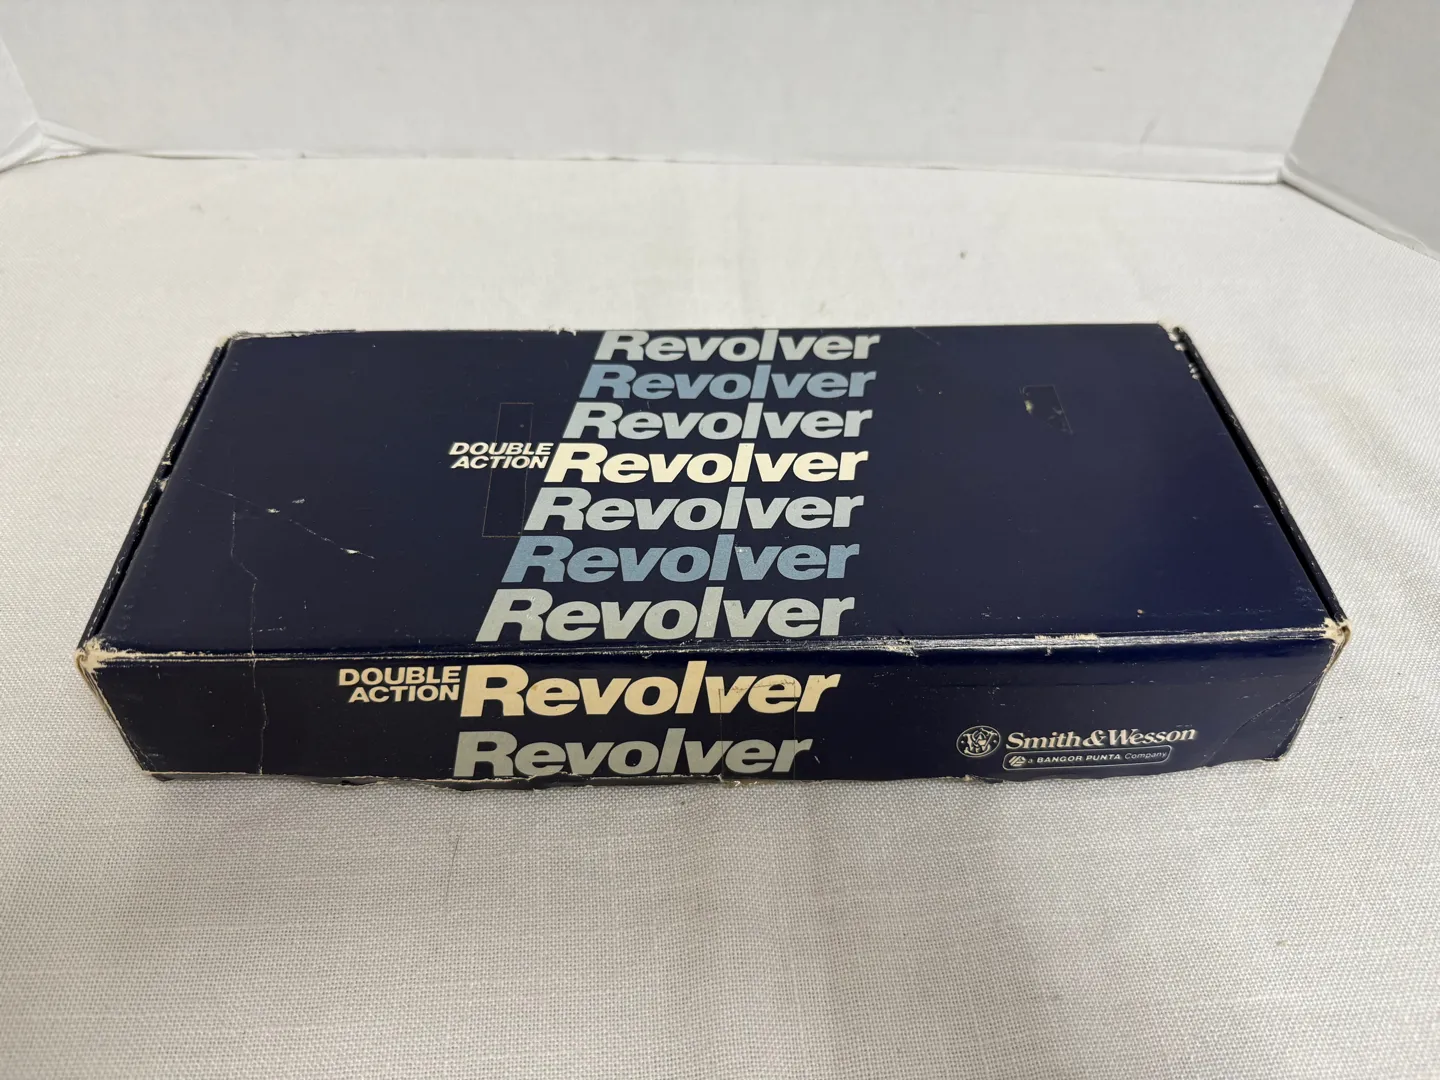 Revolver
Revolver
Revolver
DOUBLE ACTION Revolver
Revolver
Revolver
Revolver
DOUBLE ACTION Revolver
Revolver
Smith & Wesson
a BANGOR PUNTA Company